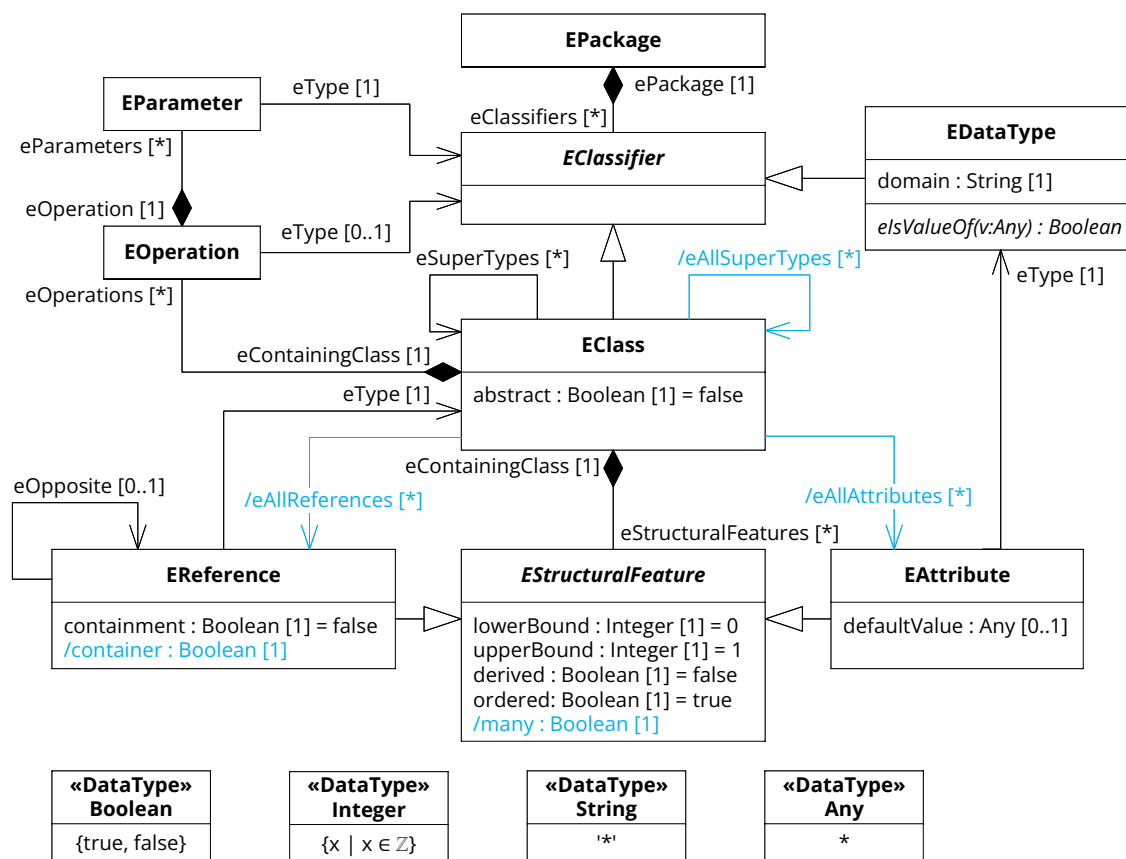 EPackage
ePackage [1]
eClassifiers [*]
EParameter
eType [1]
eParameters [*]
EClassifier
EDataType
domain : String [1]
eIsValueOf(v:Any) : Boolean
eOperation [1]
EOperation
eType [0..1]
eOperations [*]
eSuperTypes [*]
/eAllSuperTypes [*]
eType [1]
eContainingClass [1]
EClass
abstract : Boolean [1] = false
eType [1]
eContainingClass [1]
eOpposite [0..1]
/eAllReferences [*]
/eAllAttributes [*]
eStructuralFeatures [*]
EReference
containment : Boolean [1] = false
/container : Boolean [1]
EStructuralFeature
lowerBound : Integer [1] = 0
upperBound : Integer [1] = 1
derived : Boolean [1] = false
ordered: Boolean [1] = true
/many : Boolean [1]
EAttribute
defaultValue : Any [0..1]
«DataType»
Boolean
{true, false}
«DataType»
Integer
{x | x ∈ ℤ}
«DataType»
String
'*'
«DataType»
Any
*